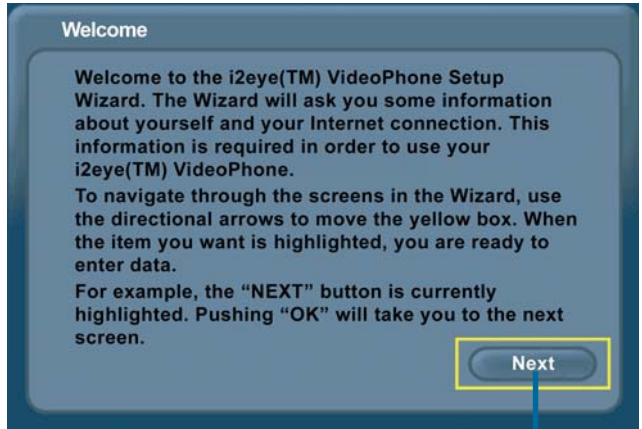 Welcome
Welcome to the i2eye(TM) VideoPhone Setup
Wizard. The Wizard will ask you some information
about yourself and your Internet connection. This
information is required in order to use your
i2eye(TM) VideoPhone.
To navigate through the screens in the Wizard, use
the directional arrows to move the yellow box. When
the item you want is highlighted, you are ready to
enter data.
For example, the “NEXT” button is currently
highlighted. Pushing “OK” will take you to the next
screen.
Next